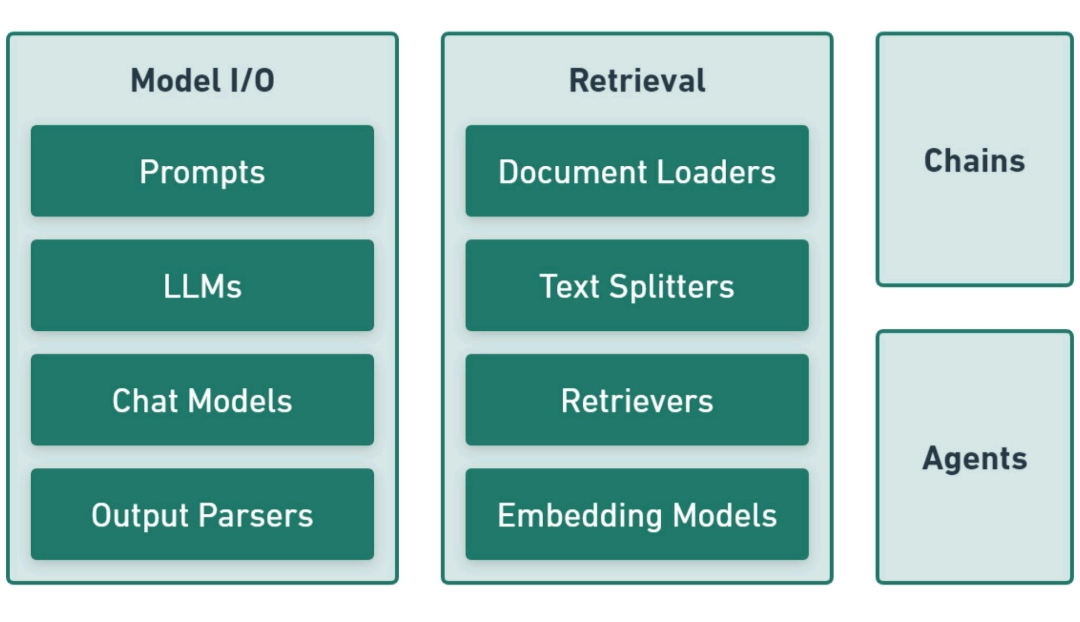 Model I/O
Prompts
LLMs
Chat Models
Output Parsers
Retrieval
Document Loaders
Text Splitters
Retrievers
Embedding Models
Chains
Agents